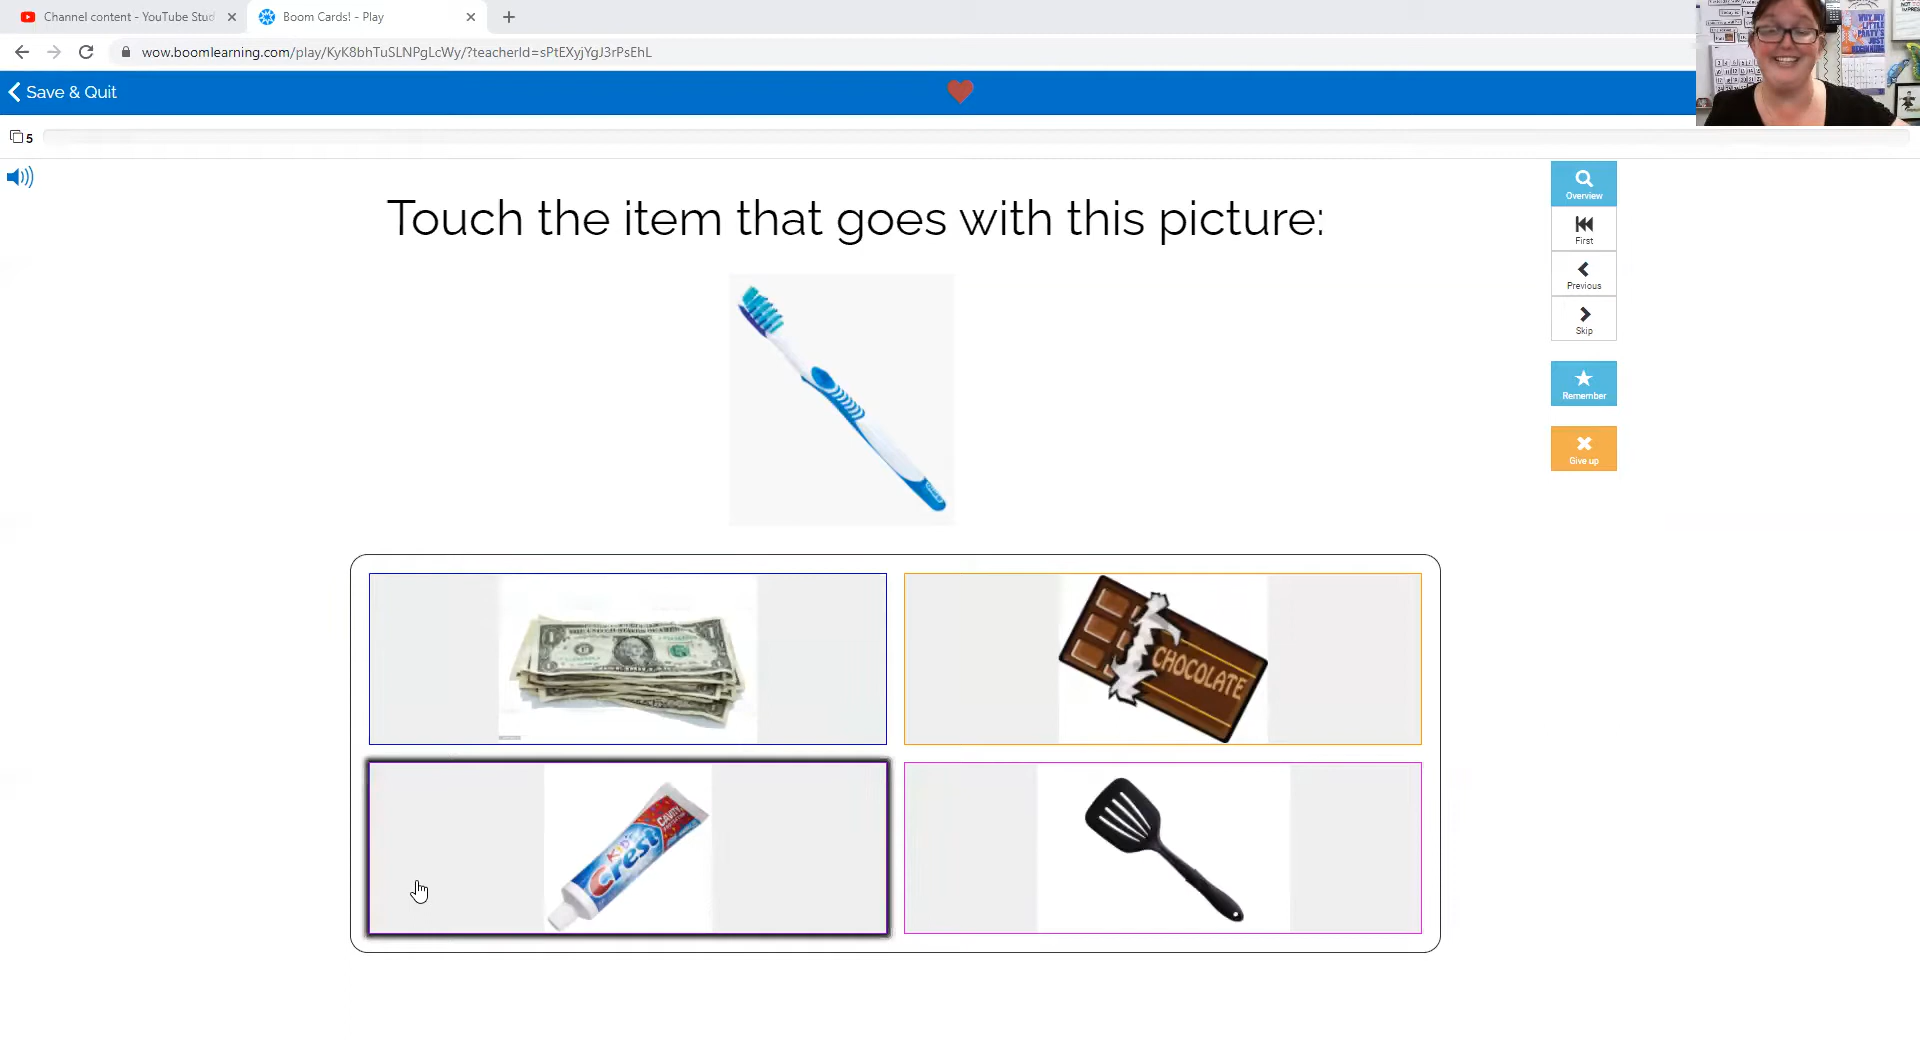 Channel content - YouTube Stud
Boom Cards! - Play
wow.boomlearning.com/play/KyK8bhTuSLNPgLcWy/?teacherId=sPtEXyjYgJ3rPsEhL
Save & Quit
5
Touch the item that goes with this picture:
Overview
First
Previous
Skip
Remember
Give up
CHOCOLATE
CAVITY
Kid's
Crest